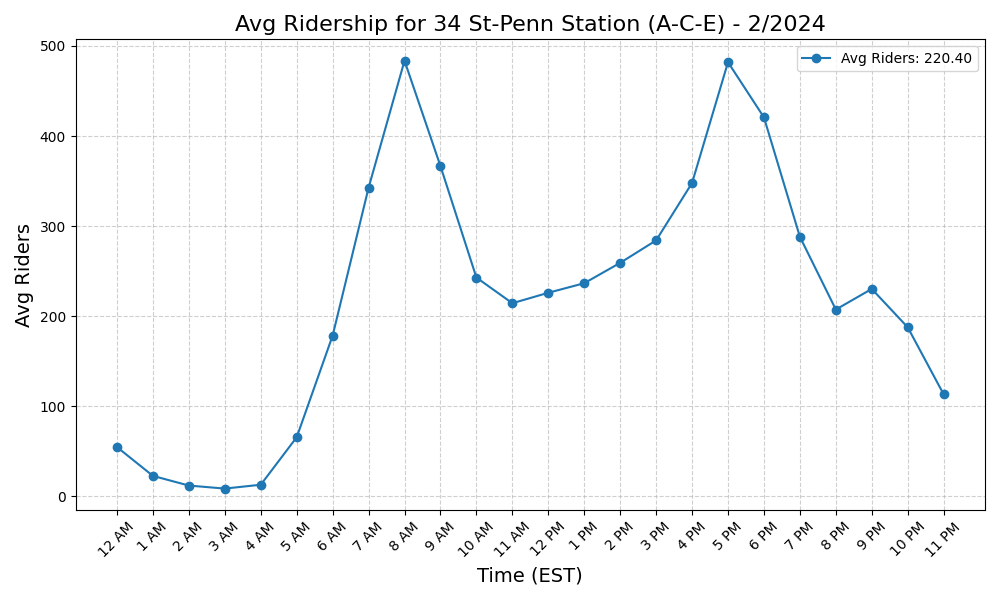 Avg Ridership for 34 St-Penn Station (A-C-E) - 2/2024
Avg Riders: 220.40
Avg Riders
500
400
300
200
100
0
12 AM
1 AM
2 AM
3 AM
4 AM
5 AM
6 AM
7 AM
8 AM
9 AM
10 AM
11 AM
12 PM
1 PM
2 PM
3 PM
4 PM
5 PM
6 PM
7 PM
8 PM
9 PM
10 PM
11 PM
Time (EST)